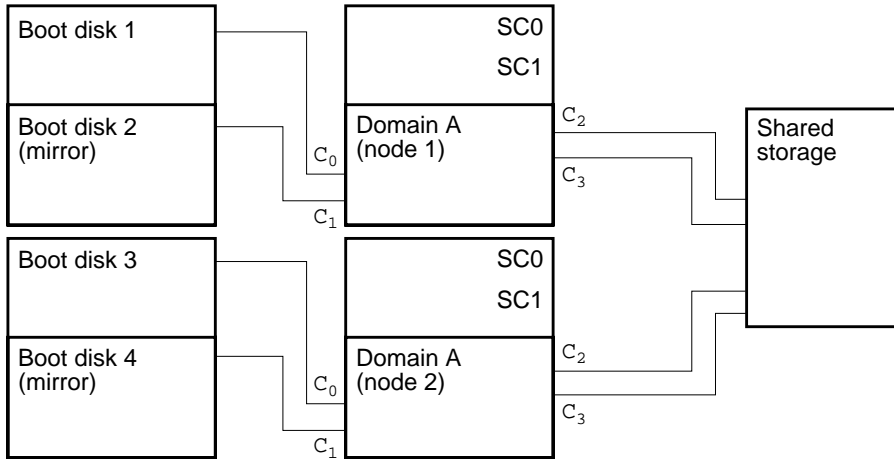 Boot disk 1
SC0
SC1
Boot disk 2
(mirror)
Domain A
(node 1)
C0
C1
C2
C3
Shared
storage
Boot disk 3
SC0
SC1
Boot disk 4
(mirror)
Domain A
(node 2)
C0
C1
C2
C3